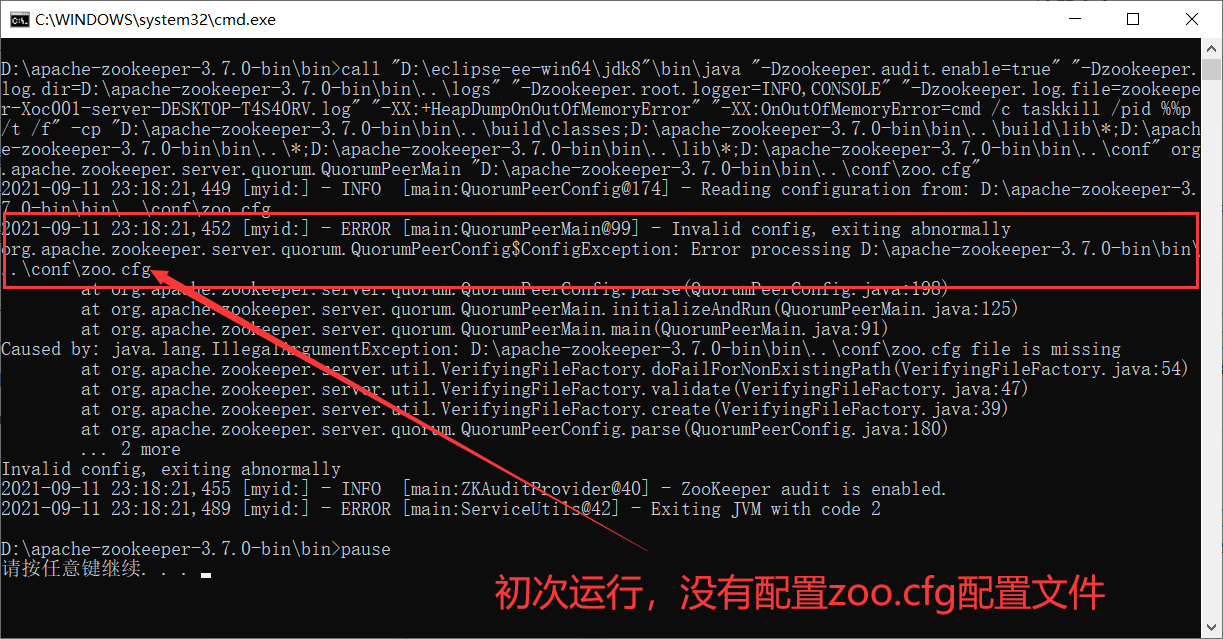 C:\WINDOWS\system32\cmd.exe
D:\apache-zookeeper-3.7.0-bin\bin>call "D:\eclipse-ee-win64\jdk8"\bin\java "-Dzookeeper.audit.enable=true" "-Dzookeeper.
log.dir=D:\apache-zookeeper-3.7.0-bin\bin\..\logs" "-Dzookeeper.root.logger=INFO,CONSOLE" "-Dzookeeper.log.file=zookeepe
r-Xoc001-server-DESKTOP-T4S40RV.log" "-XX:+HeapDumpOnOutOfMemoryError" "-XX:OnOutOfMemoryError=cmd /c taskkill /pid %%p
/t /f" -cp "D:\apache-zookeeper-3.7.0-bin\bin\..\build\classes;D:\apache-zookeeper-3.7.0-bin\bin\..\build\lib\*;D:\apach
e-zookeeper-3.7.0-bin\bin\..\*;D:\apache-zookeeper-3.7.0-bin\bin\..\lib\*;D:\apache-zookeeper-3.7.0-bin\bin\..\conf" org
.apache.zookeeper.server.quorum.QuorumPeerMain "D:\apache-zookeeper-3.7.0-bin\bin\..\conf\zoo.cfg"
2021-09-11 23:18:21,449 [myid:] - INFO  [main:QuorumPeerConfig@174] - Reading configuration from: D:\apache-zookeeper-3.
7.0-bin\bin\..\conf\zoo.cfg
2021-09-11 23:18:21,452 [myid:] - ERROR [main:QuorumPeerMain@99] - Invalid config, exiting abnormally
org.apache.zookeeper.server.quorum.QuorumPeerConfig$ConfigException: Error processing D:\apache-zookeeper-3.7.0-bin\bin\
..\conf\zoo.cfg
        at org.apache.zookeeper.server.quorum.QuorumPeerConfig.parse(QuorumPeerConfig.java:198)
        at org.apache.zookeeper.server.quorum.QuorumPeerMain.initializeAndRun(QuorumPeerMain.java:125)
        at org.apache.zookeeper.server.quorum.QuorumPeerMain.main(QuorumPeerMain.java:91)
Caused by: java.lang.IllegalArgumentException: D:\apache-zookeeper-3.7.0-bin\bin\..\conf\zoo.cfg file is missing
        at org.apache.zookeeper.server.util.VerifyingFileFactory.doFailForNonExistingPath(VerifyingFileFactory.java:54)
        at org.apache.zookeeper.server.util.VerifyingFileFactory.validate(VerifyingFileFactory.java:47)
        at org.apache.zookeeper.server.util.VerifyingFileFactory.create(VerifyingFileFactory.java:39)
        at org.apache.zookeeper.server.quorum.QuorumPeerConfig.parse(QuorumPeerConfig.java:180)
        ... 2 more
Invalid config, exiting abnormally
2021-09-11 23:18:21,455 [myid:] - INFO  [main:ZKAuditProvider@40] - ZooKeeper audit is enabled.
2021-09-11 23:18:21,489 [myid:] - ERROR [main:ServiceUtils@42] - Exiting JVM with code 2
D:\apache-zookeeper-3.7.0-bin\bin>pause
请按任意键继续. . .
初次运行，没有配置zoo.cfg配置文件